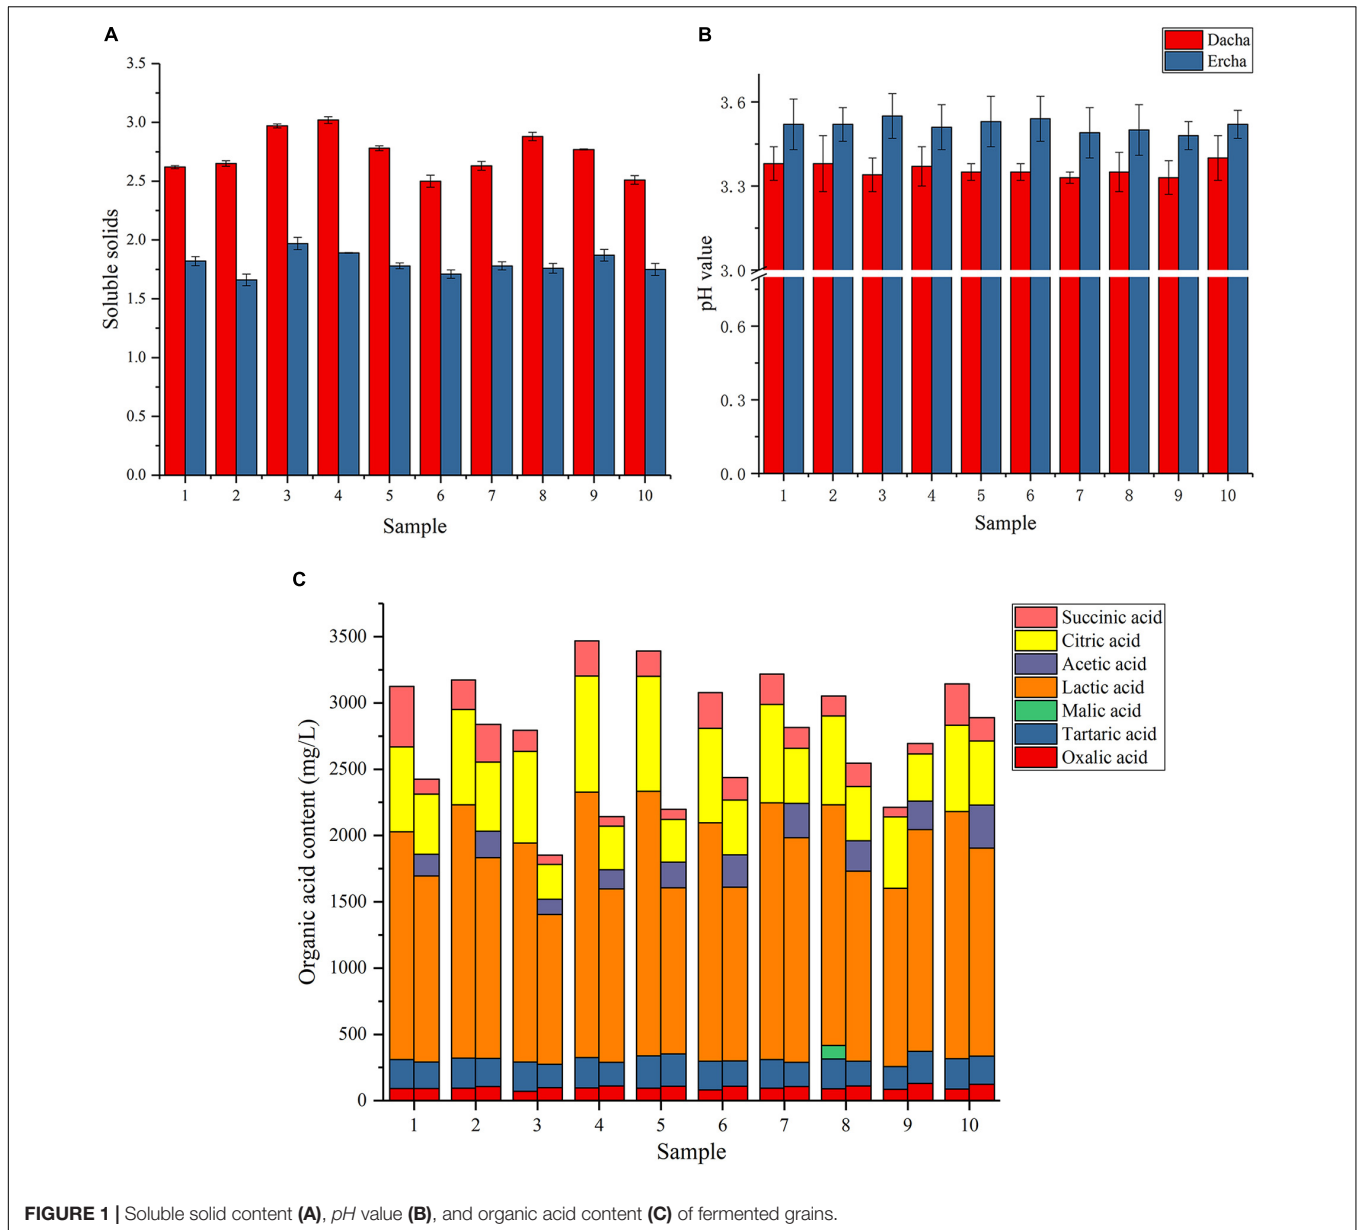 A
3.5
3.0
2.5
2.0
1.5
1.0
0.5
0.0
Soluble solids
1 2 3 4 5 6 7 8 9 10
Sample
B
Dacha
Ercha
3.6
3.3
3.0
0.6
0.3
0.0
pH value
1 2 3 4 5 6 7 8 9 10
Sample
C
3500
3000
2500
2000
1500
1000
500
0
Organic acid content (mg/L)
1 2 3 4 5 6 7 8 9 10
Sample
Succinic acid
Citric acid
Acetic acid
Lactic acid
Malic acid
Tartaric acid
Oxalic acid
FIGURE 1 | Soluble solid content (A), pH value (B), and organic acid content (C) of fermented grains.